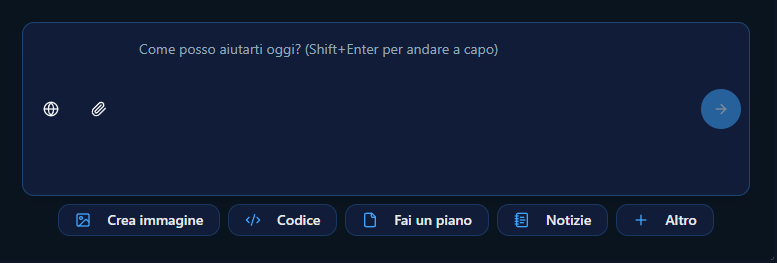 Come posso aiutarti oggi? (Shift+Enter per andare a capo)
Crea immagine
Codice
Fai un piano
Notizie
Altro